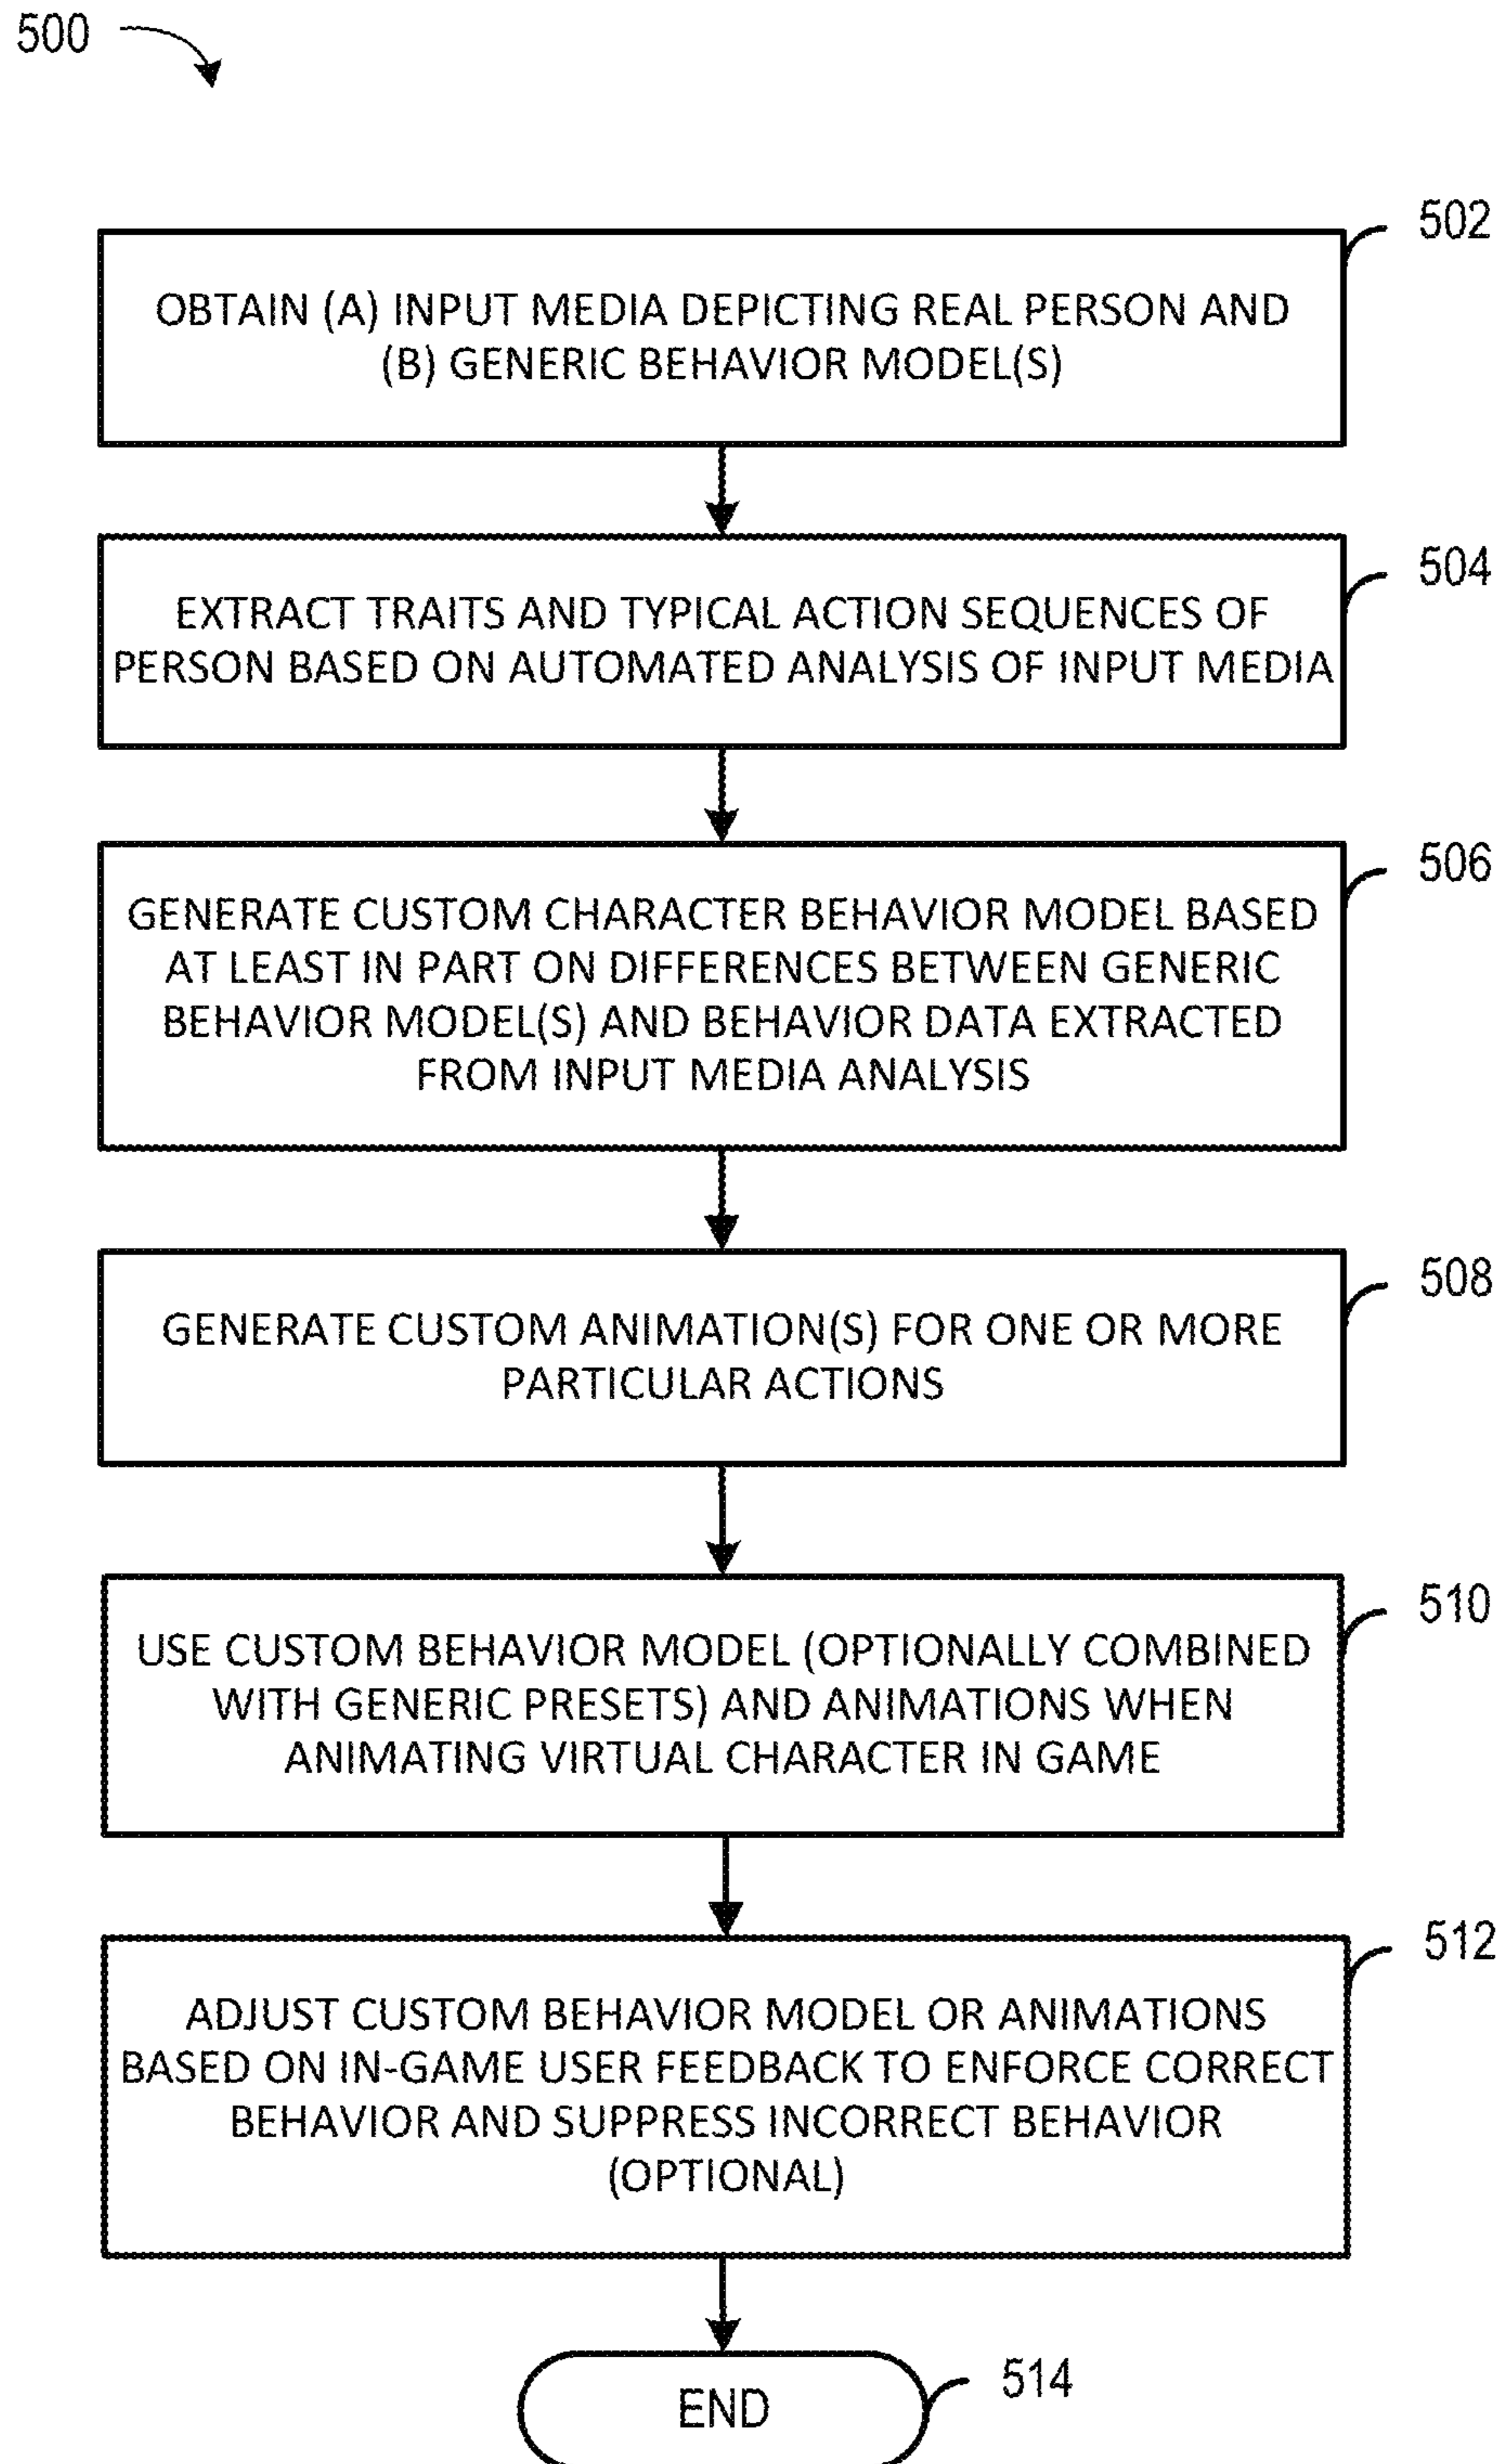 500
502
OBTAIN (A) INPUT MEDIA DEPICTING REAL PERSON AND
(B) GENERIC BEHAVIOR MODEL(S)
504
EXTRACT TRAITS AND TYPICAL ACTION SEQUENCES OF
PERSON BASED ON AUTOMATED ANALYSIS OF INPUT MEDIA
506
GENERATE CUSTOM CHARACTER BEHAVIOR MODEL BASED
AT LEAST IN PART ON DIFFERENCES BETWEEN GENERIC
BEHAVIOR MODEL(S) AND BEHAVIOR DATA EXTRACTED
FROM INPUT MEDIA ANALYSIS
508
GENERATE CUSTOM ANIMATION(S) FOR ONE OR MORE
PARTICULAR ACTIONS
510
USE CUSTOM BEHAVIOR MODEL (OPTIONALLY COMBINED
WITH GENERIC PRESETS) AND ANIMATIONS WHEN
ANIMATING VIRTUAL CHARACTER IN GAME
512
ADJUST CUSTOM BEHAVIOR MODEL OR ANIMATIONS
BASED ON IN-GAME USER FEEDBACK TO ENFORCE CORRECT
BEHAVIOR AND SUPPRESS INCORRECT BEHAVIOR
(OPTIONAL)
514
END